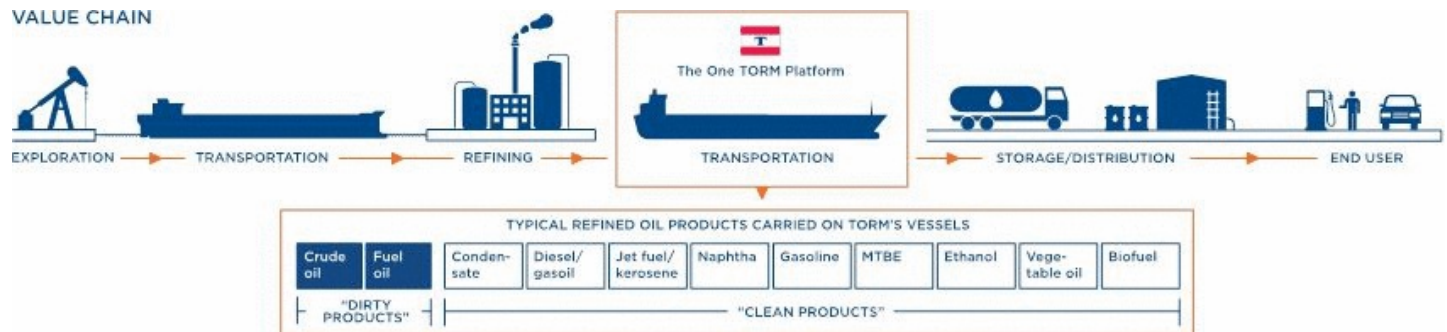 VALUE CHAIN
T
The One TORM Platform
EXPLORATION
TRANSPORTATION
REFINING
TRANSPORTATION
STORAGE/DISTRIBUTION
END USER
TYPICAL REFINED OIL PRODUCTS CARRIED ON TORM'S VESSELS
Crude
oil
Fuel
oil
Conden-
sate
Diesel/
gasoil
Jet fuel/
kerosene
Naphtha
Gasoline
MTBE
Ethanol
Vege-
table oil
Biofuel
"DIRTY
PRODUCTS"
"CLEAN PRODUCTS"